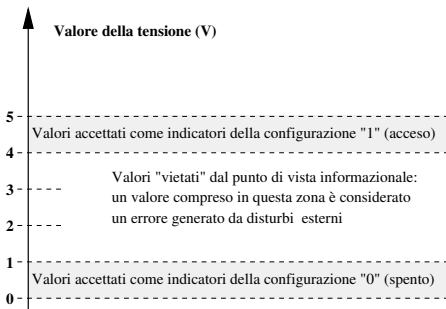 Valore della tensione (V)
5
Valori accettati come indicatori della configurazione "1" (acceso)
4
Valori "vietati" dal punto di vista informazionale:
3
un valore compreso in questa zona è considerato
un errore generato da disturbi esterni
2
1
Valori accettati come indicatori della configurazione "0" (spento)
0